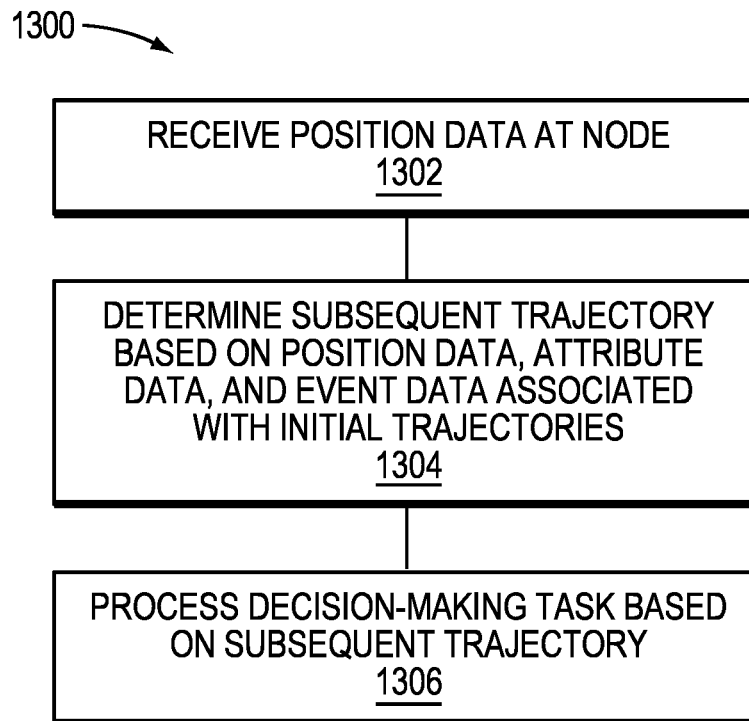 1300
RECEIVE POSITION DATA AT NODE
1302
DETERMINE SUBSEQUENT TRAJECTORY
BASED ON POSITION DATA, ATTRIBUTE
DATA, AND EVENT DATA ASSOCIATED
WITH INITIAL TRAJECTORIES
1304
PROCESS DECISION-MAKING TASK BASED
ON SUBSEQUENT TRAJECTORY
1306